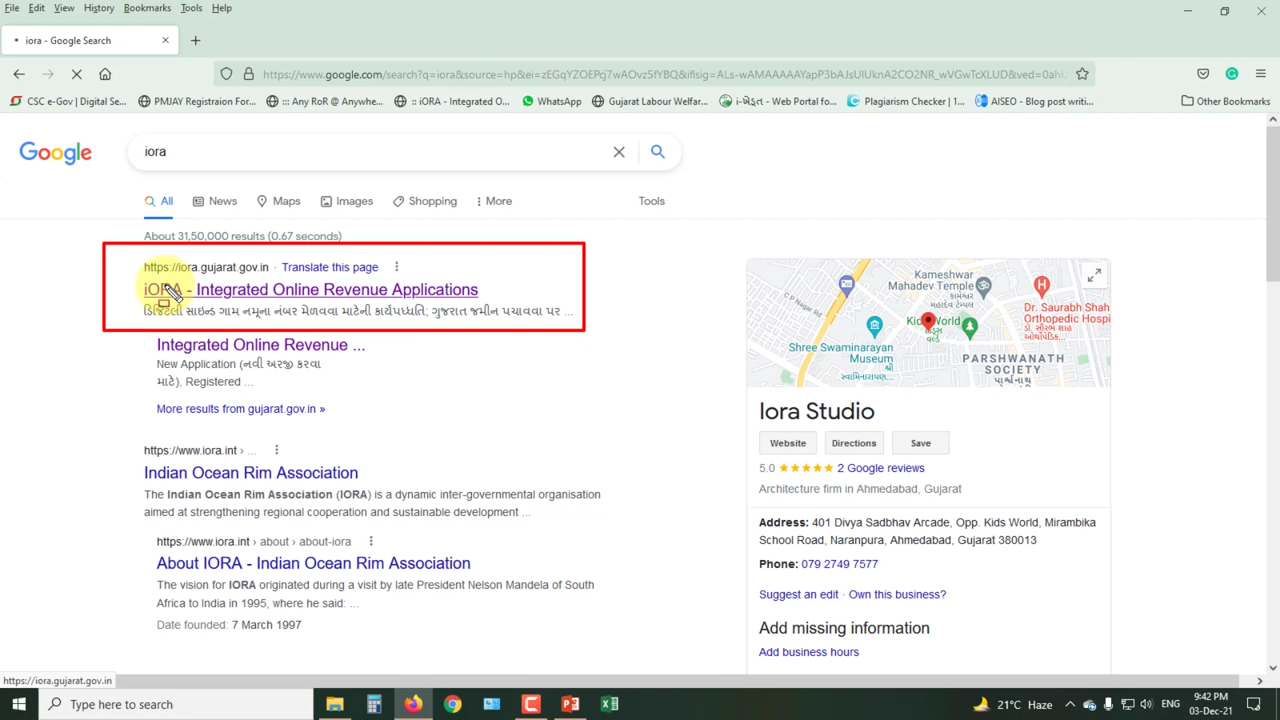 File Edit View History Bookmarks Tools Help
iora - Google Search
https://www.google.com/search?q=iora&source=hp&ei=
CSC e-Gov | Digital Se... PMJAY Registraion For... ::: Any RoR @ Anywhe... :: iORA - Integrated O... WhatsApp Gujarat Labour Welfar... i-ખેડૂત - Web Portal fo... Plagiarism Checker | 1... AISEO - Blog post writi... Other Bookmarks
Google
iora
All News Maps Images Shopping More Tools
About 31,50,000 results (0.67 seconds)
https://iora.gujarat.gov.in · Translate this page
iORA - Integrated Online Revenue Applications
ડિજિટલી સાઇન્ડ ગામ નમૂના નંબર મેળવવા માટેની કાર્યપધ્ધતિ; ગુજરાત જમીન પચાવવા પર ...
Integrated Online Revenue ...
New Application (નવી અરજી કરવા
માટે), Registered ...
More results from gujarat.gov.in »
https://www.iora.int › ...
Indian Ocean Rim Association
The Indian Ocean Rim Association (IORA) is a dynamic inter-governmental organisation
aimed at strengthening regional cooperation and sustainable development ...
https://www.iora.int › about › about-iora
About IORA - Indian Ocean Rim Association
The vision for IORA originated during a visit by late President Nelson Mandela of South
Africa to India in 1995, where he said: ...
Date founded: 7 March 1997
C P Nagar Rd
Kameshwar
Mahadev Temple
Kids World
કિડ્સ
વર્લ્ડ
Dr. Saurabh Shah
Orthopedic Hospi
Shree Swaminarayan
Museum
PARSHWANATH
SOCIETY
Iora Studio
Website Directions Save
5.0 2 Google reviews
Architecture firm in Ahmedabad, Gujarat
Address: 401 Divya Sadbhav Arcade, Opp. Kids World, Mirambika
School Road, Naranpura, Ahmedabad, Gujarat 380013
Phone: 079 2749 7577
Suggest an edit · Own this business?
Add missing information
Add business hours
https://iora.gujarat.gov.in
Type here to search
21°C Haze
ENG
9:42 PM
03-Dec-21